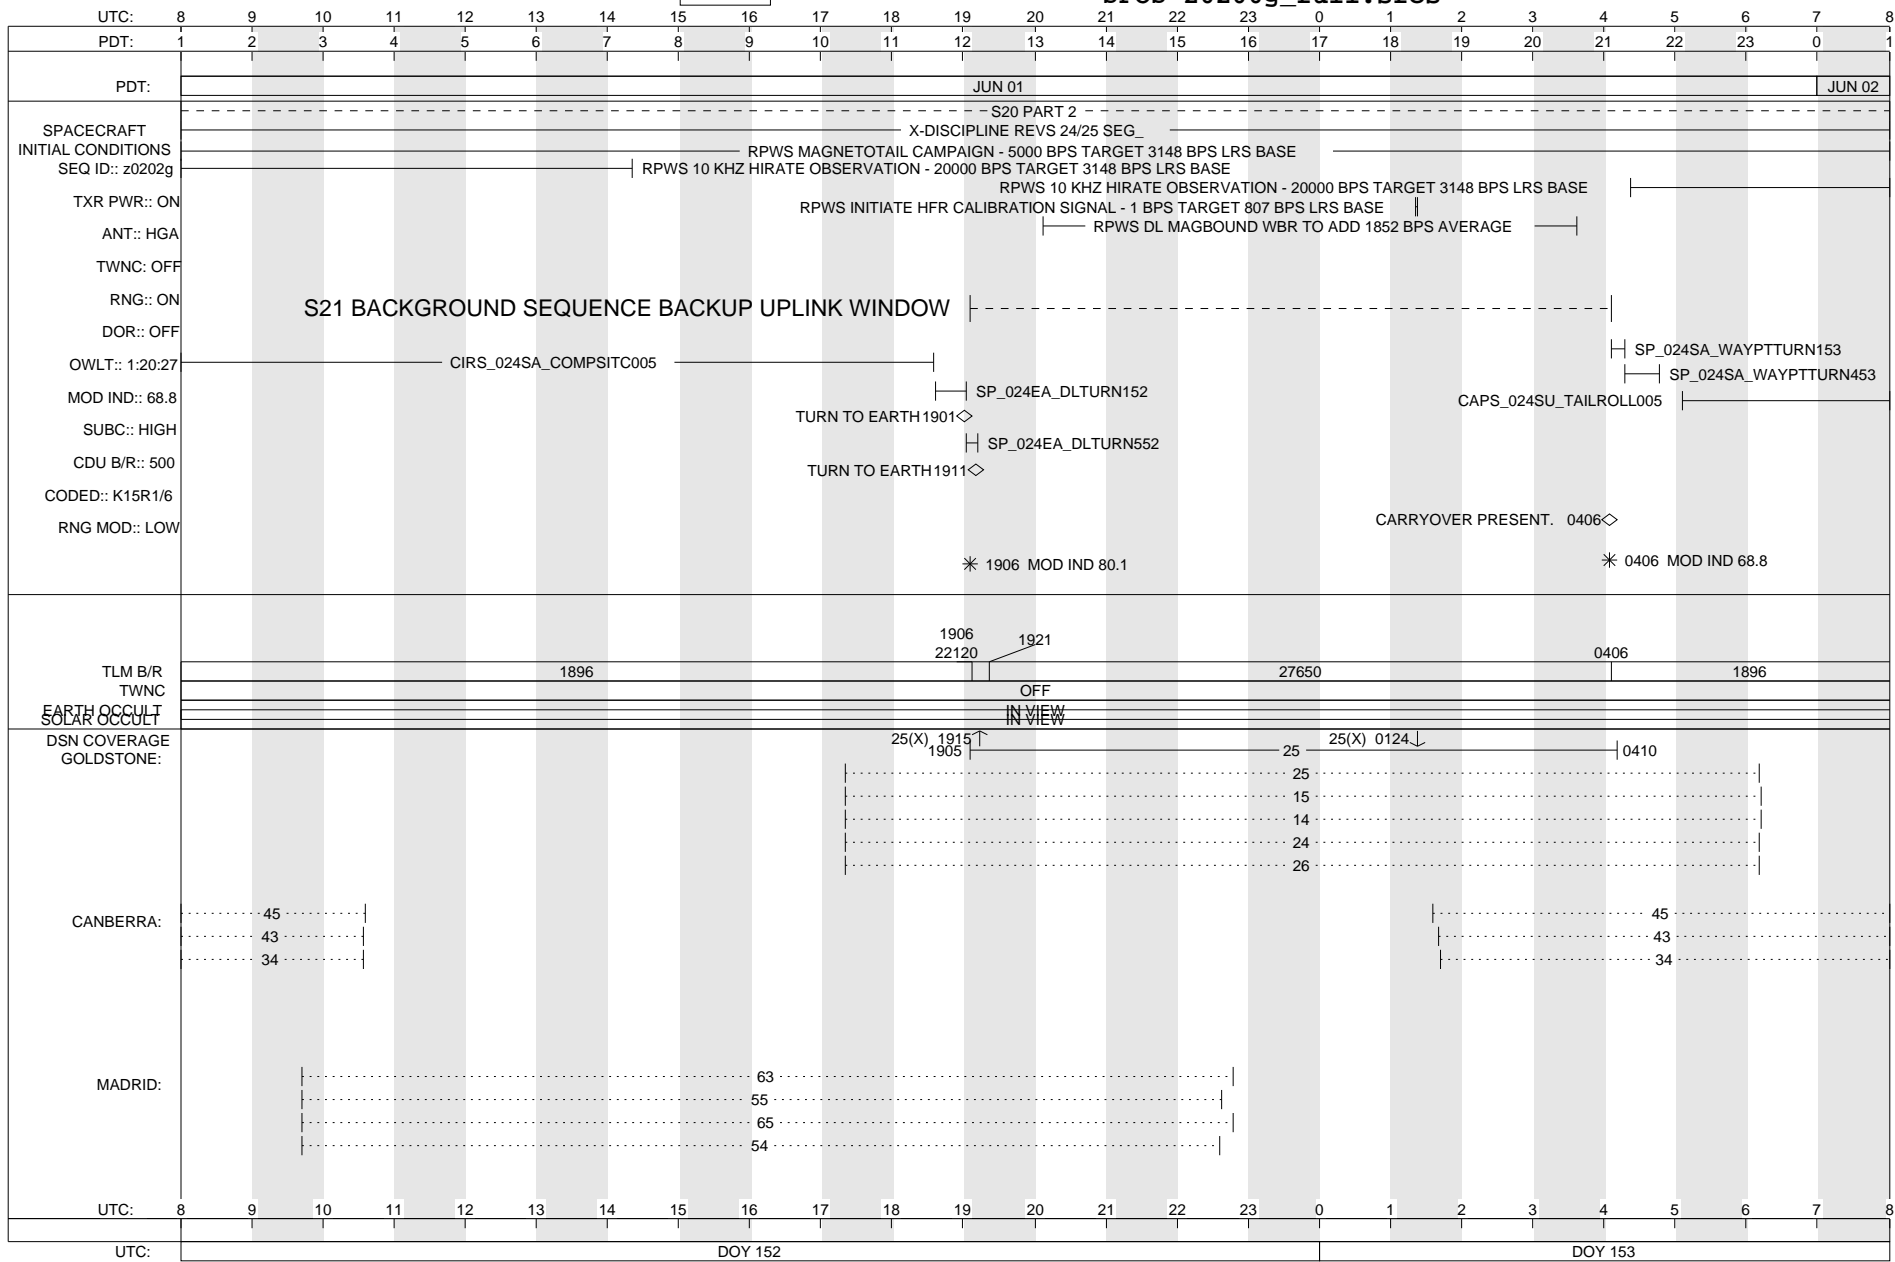 UTC: 8 9 10 11 12 13 14 15 16 17 18 19 20 21 22 23 0 1 2 3 4 5 6 7 8
PDT: 1 2 3 4 5 6 7 8 9 10 11 12 13 14 15 16 17 18 19 20 21 22 23 0 1
PDT: JUN 01 JUN 02
S20 PART 2
SPACECRAFT X-DISCIPLINE REVS 24/25 SEG_
INITIAL CONDITIONS RPWS MAGNETOTAIL CAMPAIGN - 5000 BPS TARGET 3148 BPS LRS BASE
SEQ ID:: z0202g RPWS 10 KHZ HIRATE OBSERVATION - 20000 BPS TARGET 3148 BPS LRS BASE
RPWS 10 KHZ HIRATE OBSERVATION - 20000 BPS TARGET 3148 BPS LRS BASE
TXR PWR:: ON RPWS INITIATE HFR CALIBRATION SIGNAL - 1 BPS TARGET 807 BPS LRS BASE
ANT:: HGA RPWS DL MAGBOUND WBR TO ADD 1852 BPS AVERAGE
TWNC: OFF
RNG:: ON S21 BACKGROUND SEQUENCE BACKUP UPLINK WINDOW
DOR:: OFF
SP_024SA_WAYPTTURN153
OWLT:: 1:20:27 CIRS_024SA_COMPSITC005
SP_024SA_WAYPTTURN453
MOD IND:: 68.8 SP_024EA_DLTURN152 CAPS_024SU_TAILROLL005
TURN TO EARTH 1901
SUBC:: HIGH SP_024EA_DLTURN552
CDU B/R:: 500 TURN TO EARTH 1911
CODED:: K15R1/6
RNG MOD:: LOW CARRYOVER PRESENT. 0406
1906 MOD IND 80.1 0406 MOD IND 68.8
1906 1921
22120 0406
TLM B/R 1896 27650 1896
TWNC OFF
EARTH OCCULT IN VIEW
SOLAR OCCULT IN VIEW
DSN COVERAGE 25(X) 1915 25(X) 0124
GOLDSTONE: 1905 25 0410
25
15
14
24
26
CANBERRA: 45 45
43 43
34 34
MADRID: 63
55
65
54
UTC: 8 9 10 11 12 13 14 15 16 17 18 19 20 21 22 23 0 1 2 3 4 5 6 7 8
UTC: DOY 152 DOY 153